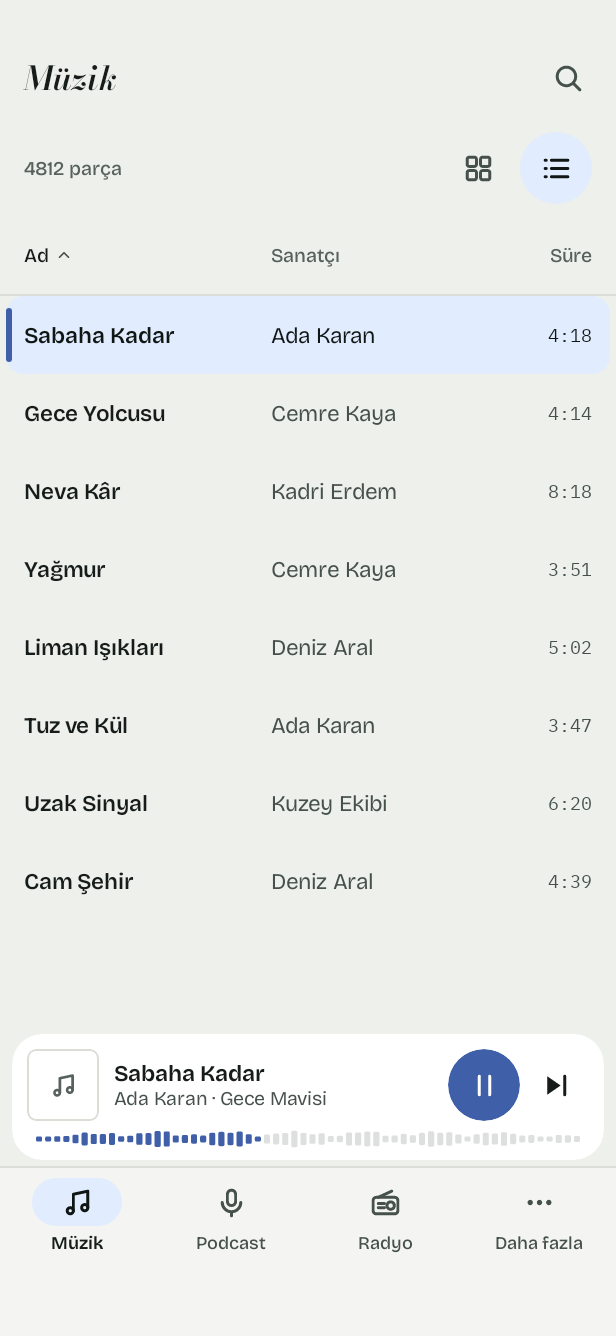 Müzik
4812 parça
Ad Sanatçı Süre
Sabaha Kadar Ada Karan 4:18
Gece Yolcusu Cemre Kaya 4:14
Neva Kâr Kadri Erdem 8:18
Yağmur Cemre Kaya 3:51
Liman Işıkları Deniz Aral 5:02
Tuz ve Kül Ada Karan 3:47
Uzak Sinyal Kuzey Ekibi 6:20
Cam Şehir Deniz Aral 4:39
Sabaha Kadar
Ada Karan · Gece Mavisi
Müzik Podcast Radyo Daha fazla